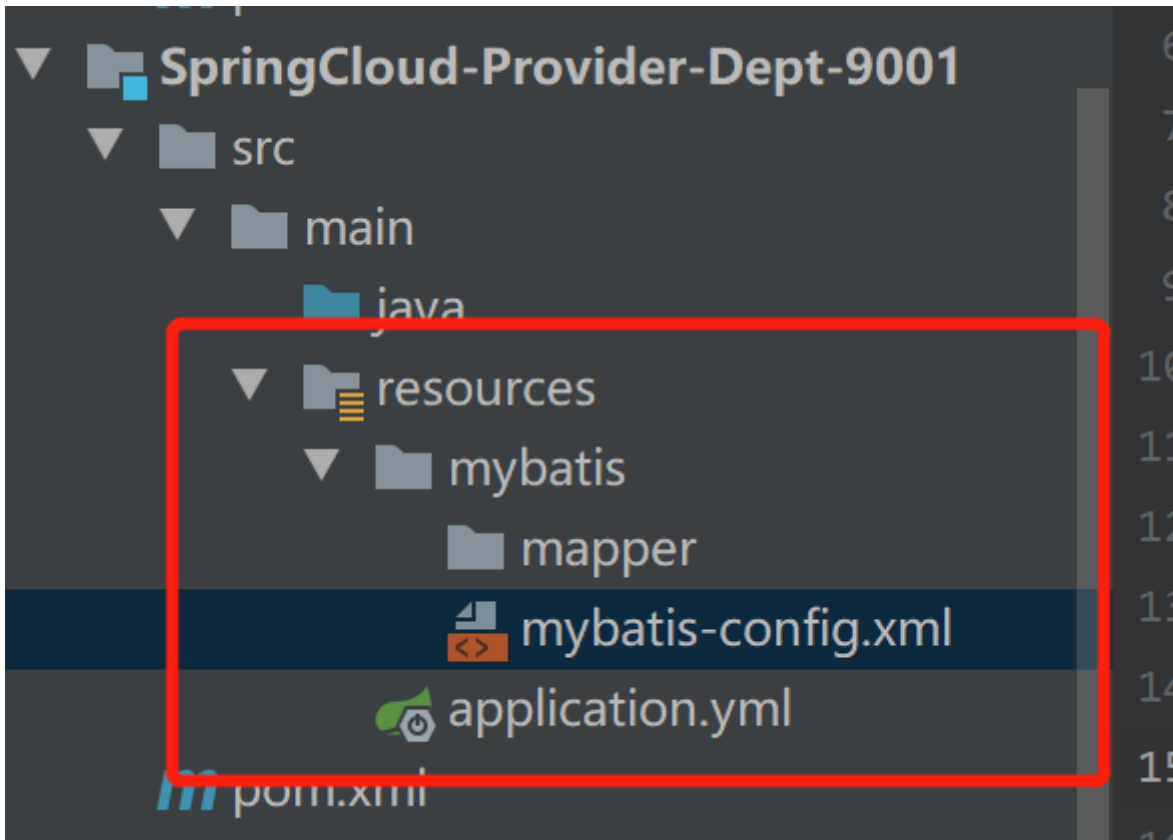 SpringCloud-Provider-Dept-9001
src
main
java
resources
mybatis
mapper
mybatis-config.xml
application.yml
pom.xml